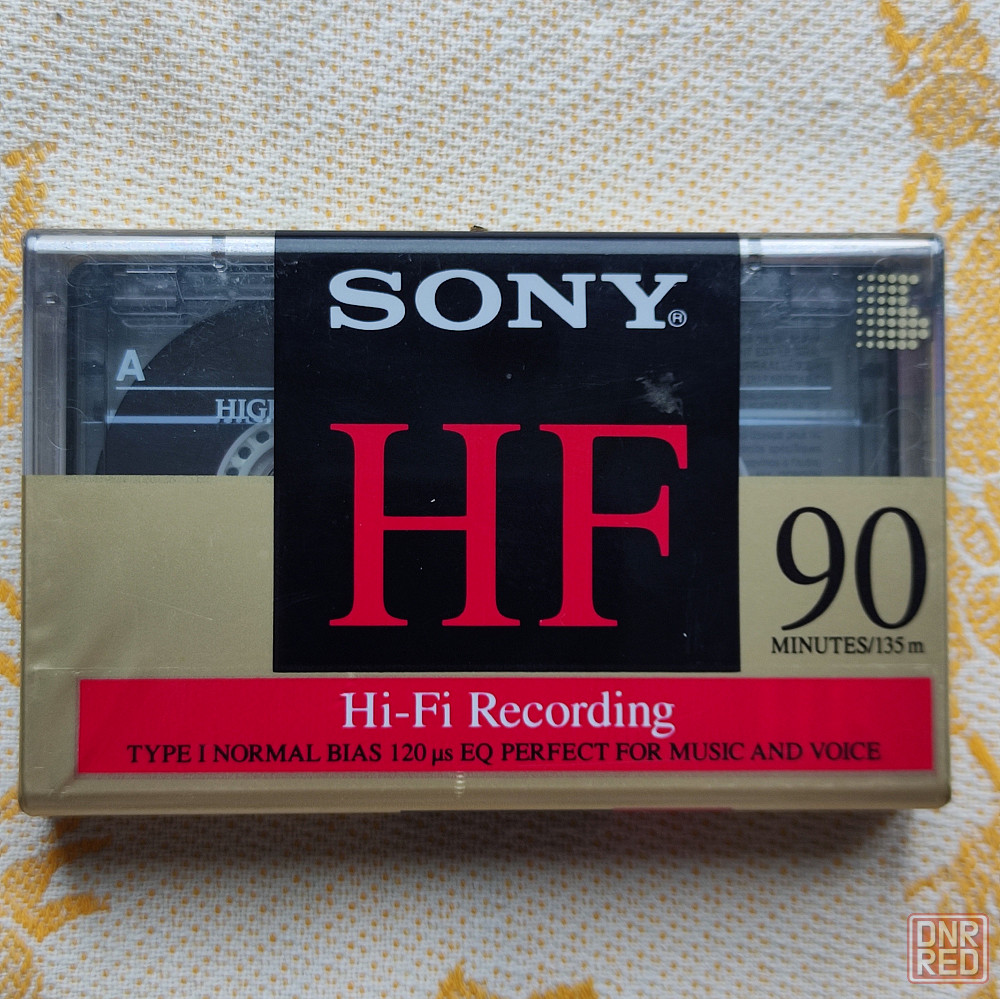 SONY®
A
HIGH
HF
90
MINUTES/135 m
Hi-Fi Recording
TYPE I NORMAL BIAS 120 µs EQ PERFECT FOR MUSIC AND VOICE
DNR
RED